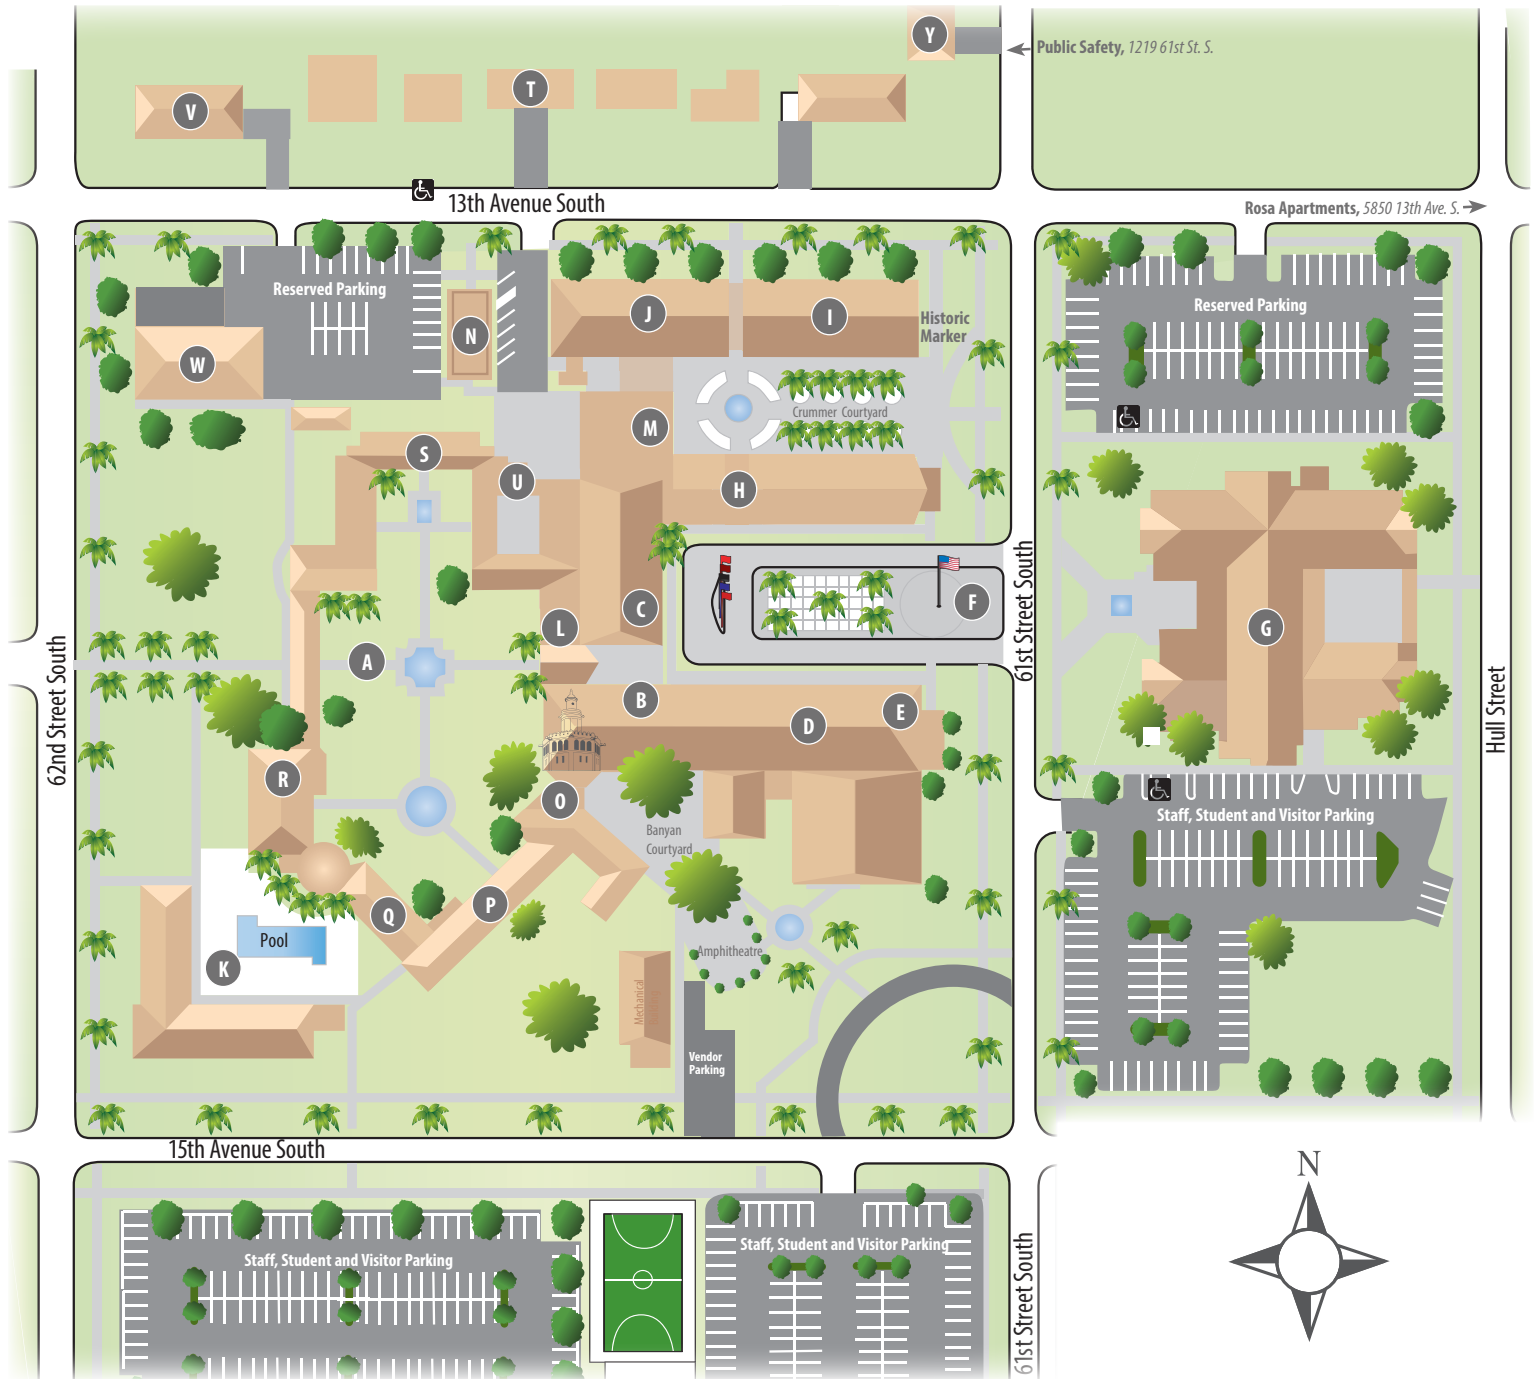 Y
Public Safety, 1219 61st St. S.
V
T
13th Avenue South
Rosa Apartments, 5850 13th Ave. S.
Reserved Parking
N
W
J
I
Historic
Marker
Reserved Parking
Crummer Courtyard
M
S
U
H
C
F
L
G
61st Street South
62nd Street South
Hull Street
A
B
D
E
R
O
Banyan
Courtyard
Staff, Student and Visitor Parking
P
Q
Pool
K
Amphitheatre
Mechanical
Vendor
Parking
15th Avenue South
N
Staff, Student and Visitor Parking
Staff, Student and Visitor Parking
61st Street South